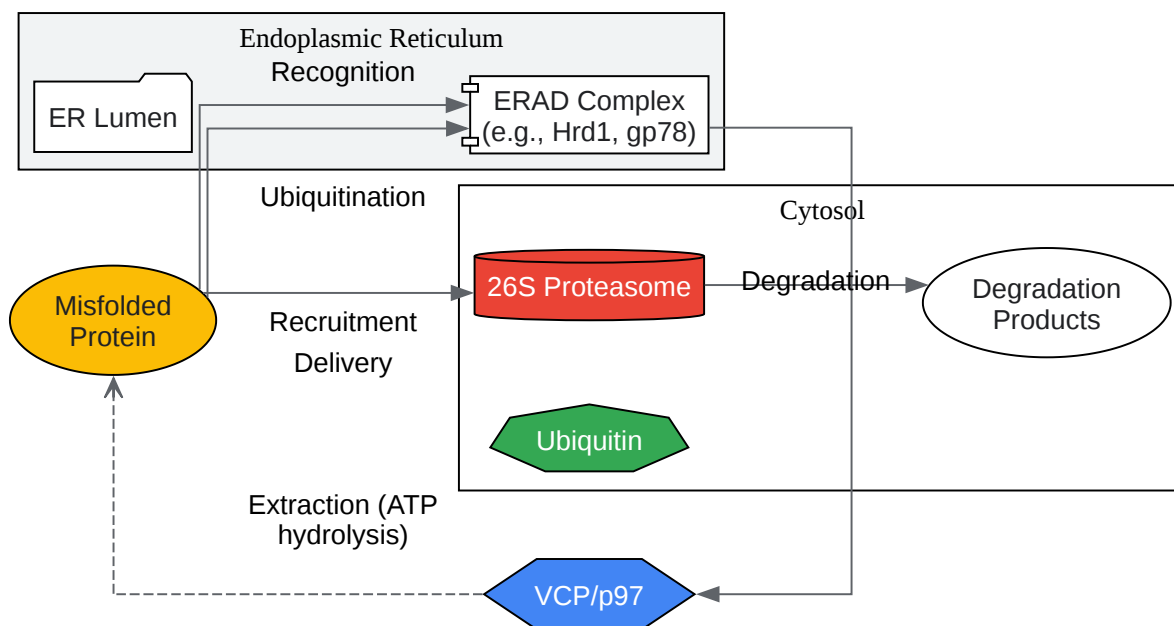 Endoplasmic Reticulum
Recognition
ER Lumen
ERAD Complex
(e.g., Hrd1, gp78)
Ubiquitination
Cytosol
Misfolded
Protein
26S Proteasome
Degradation
Degradation
Products
Recruitment
Delivery
Ubiquitin
Extraction (ATP
hydrolysis)
VCP/p97